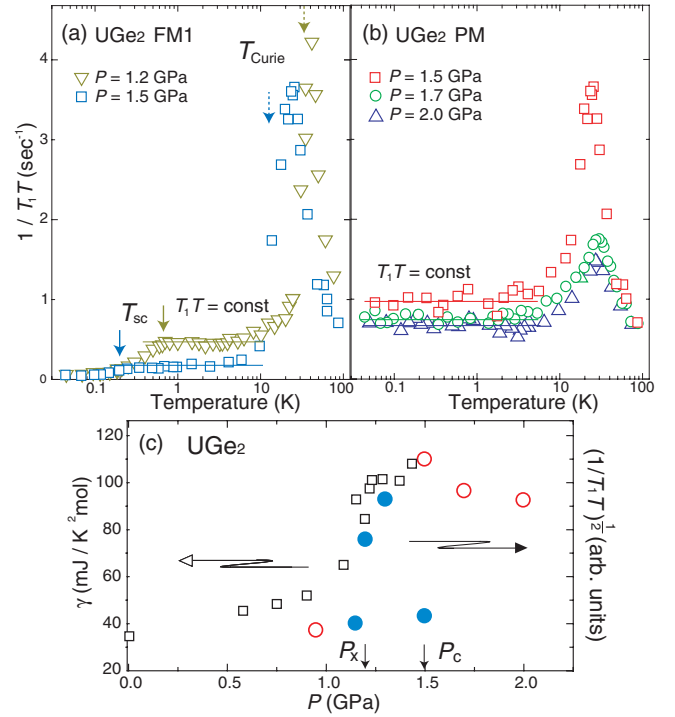 (a) UGe2 FM1
P = 1.2 GPa
P = 1.5 GPa
TCurie
Tsc
T1T = const
4
3
2
1
0
1 / T1T (sec-1)
0.1 1 10 100
Temperature (K)
(b) UGe2 PM
P = 1.5 GPa
P = 1.7 GPa
P = 2.0 GPa
T1T = const
0.1 1 10 100
Temperature (K)
(c) UGe2
120
100
80
60
40
20
γ (mJ / K2mol)
(1/T1T)1/2 (arb. units)
Px Pc
0.0 0.5 1.0 1.5 2.0
P (GPa)